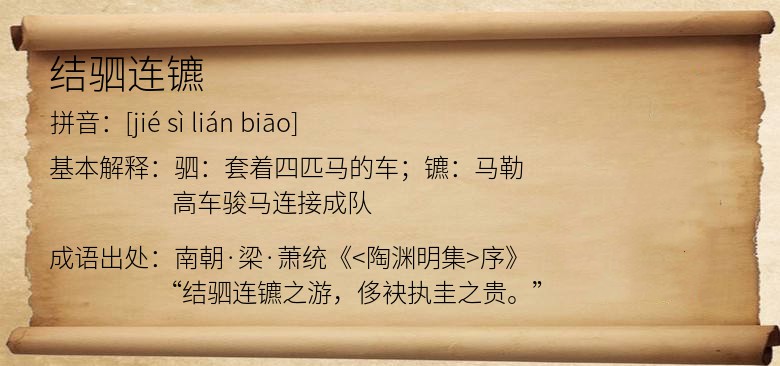 结驷连镳
拼音：[jié sì lián biāo]
基本解释：驷：套着四匹马的车；镳：马勒
高车骏马连接成队
成语出处：南朝·梁·萧统《<陶渊明集>序》
“结驷连镳之游，侈袂执圭之贵。”